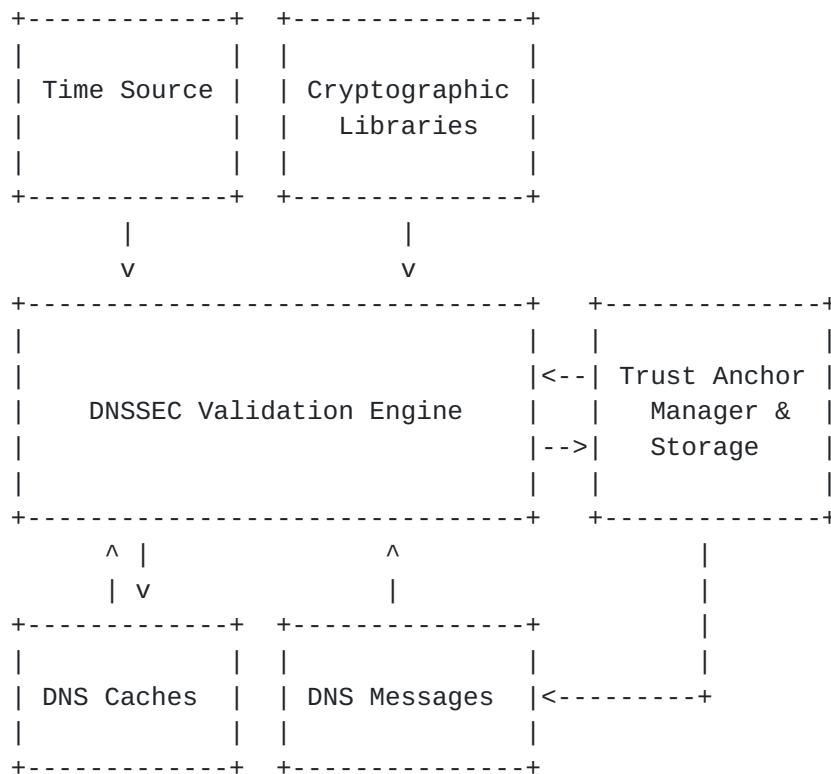 Time Source
Cryptographic
Libraries
DNSSEC Validation Engine
Trust Anchor
Manager &
Storage
DNS Caches
DNS Messages